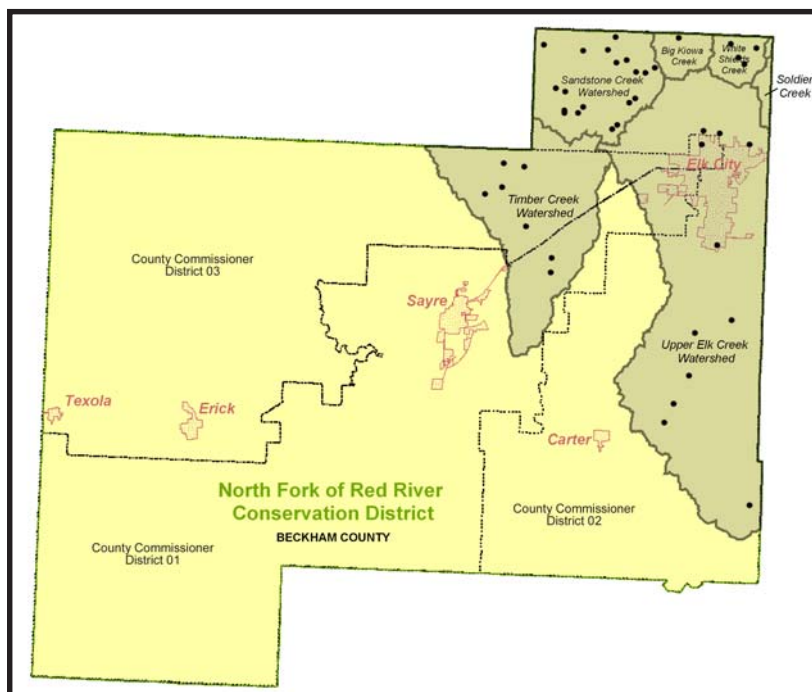 Big Kiowa
Creek
White
Shields
Creek
Soldier
Creek
Sandstone Creek
Watershed
Elk City
Timber Creek
Watershed
County Commissioner
District 03
Sayre
Upper Elk Creek
Watershed
Texola
Erick
Carter
North Fork of Red River
Conservation District
BECKHAM COUNTY
County Commissioner
District 02
County Commissioner
District 01